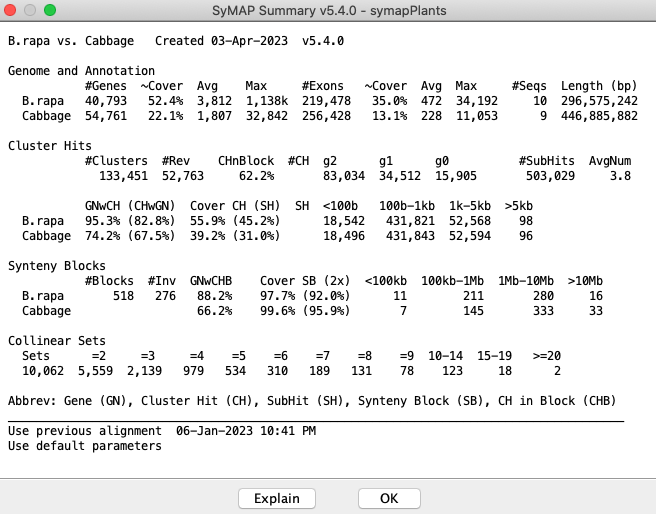 SyMAP Summary v5.4.0 - symapPlants
B.rapa vs. Cabbage   Created 03-Apr-2023  v5.4.0
Genome and Annotation
#Genes  ~Cover  Avg    Max      #Exons  ~Cover  Avg  Max     #Seqs  Length (bp)
B.rapa   40,793  52.4%  3,812  1,138k  219,478  35.0%  472  34,192     10  296,575,242
Cabbage  54,761  22.1%  1,807  32,842  256,428  13.1%  228  11,053      9  446,885,882
Cluster Hits
#Clusters  #Rev    CHnBlock  #CH  g2      g1      g0          #SubHits  AvgNum
133,451  52,763     62.2%       83,034  34,512  15,905       503,029     3.8
GNwCH (CHwGN)  Cover CH (SH)  SH  <100b   100b-1kb  1k-5kb  >5kb
B.rapa   95.3% (82.8%)  55.9% (45.2%)      18,542   431,821  52,568    98
Cabbage  74.2% (67.5%)  39.2% (31.0%)      18,496   431,843  52,594    96
Synteny Blocks
#Blocks  #Inv  GNwCHB    Cover SB (2x)  <100kb  100kb-1Mb  1Mb-10Mb  >10Mb
B.rapa       518   276   88.2%    97.7% (92.0%)      11        211       280     16
Cabbage                  66.2%    99.6% (95.9%)       7        145       333     33
Collinear Sets
Sets      =2     =3     =4    =5    =6    =7    =8    =9  10-14  15-19   >=20
10,062  5,559  2,139    979   534   310   189   131    78    123     18      2
Abbrev: Gene (GN), Cluster Hit (CH), SubHit (SH), Synteny Block (SB), CH in Block (CHB)
Use previous alignment  06-Jan-2023 10:41 PM
Use default parameters
Explain
OK